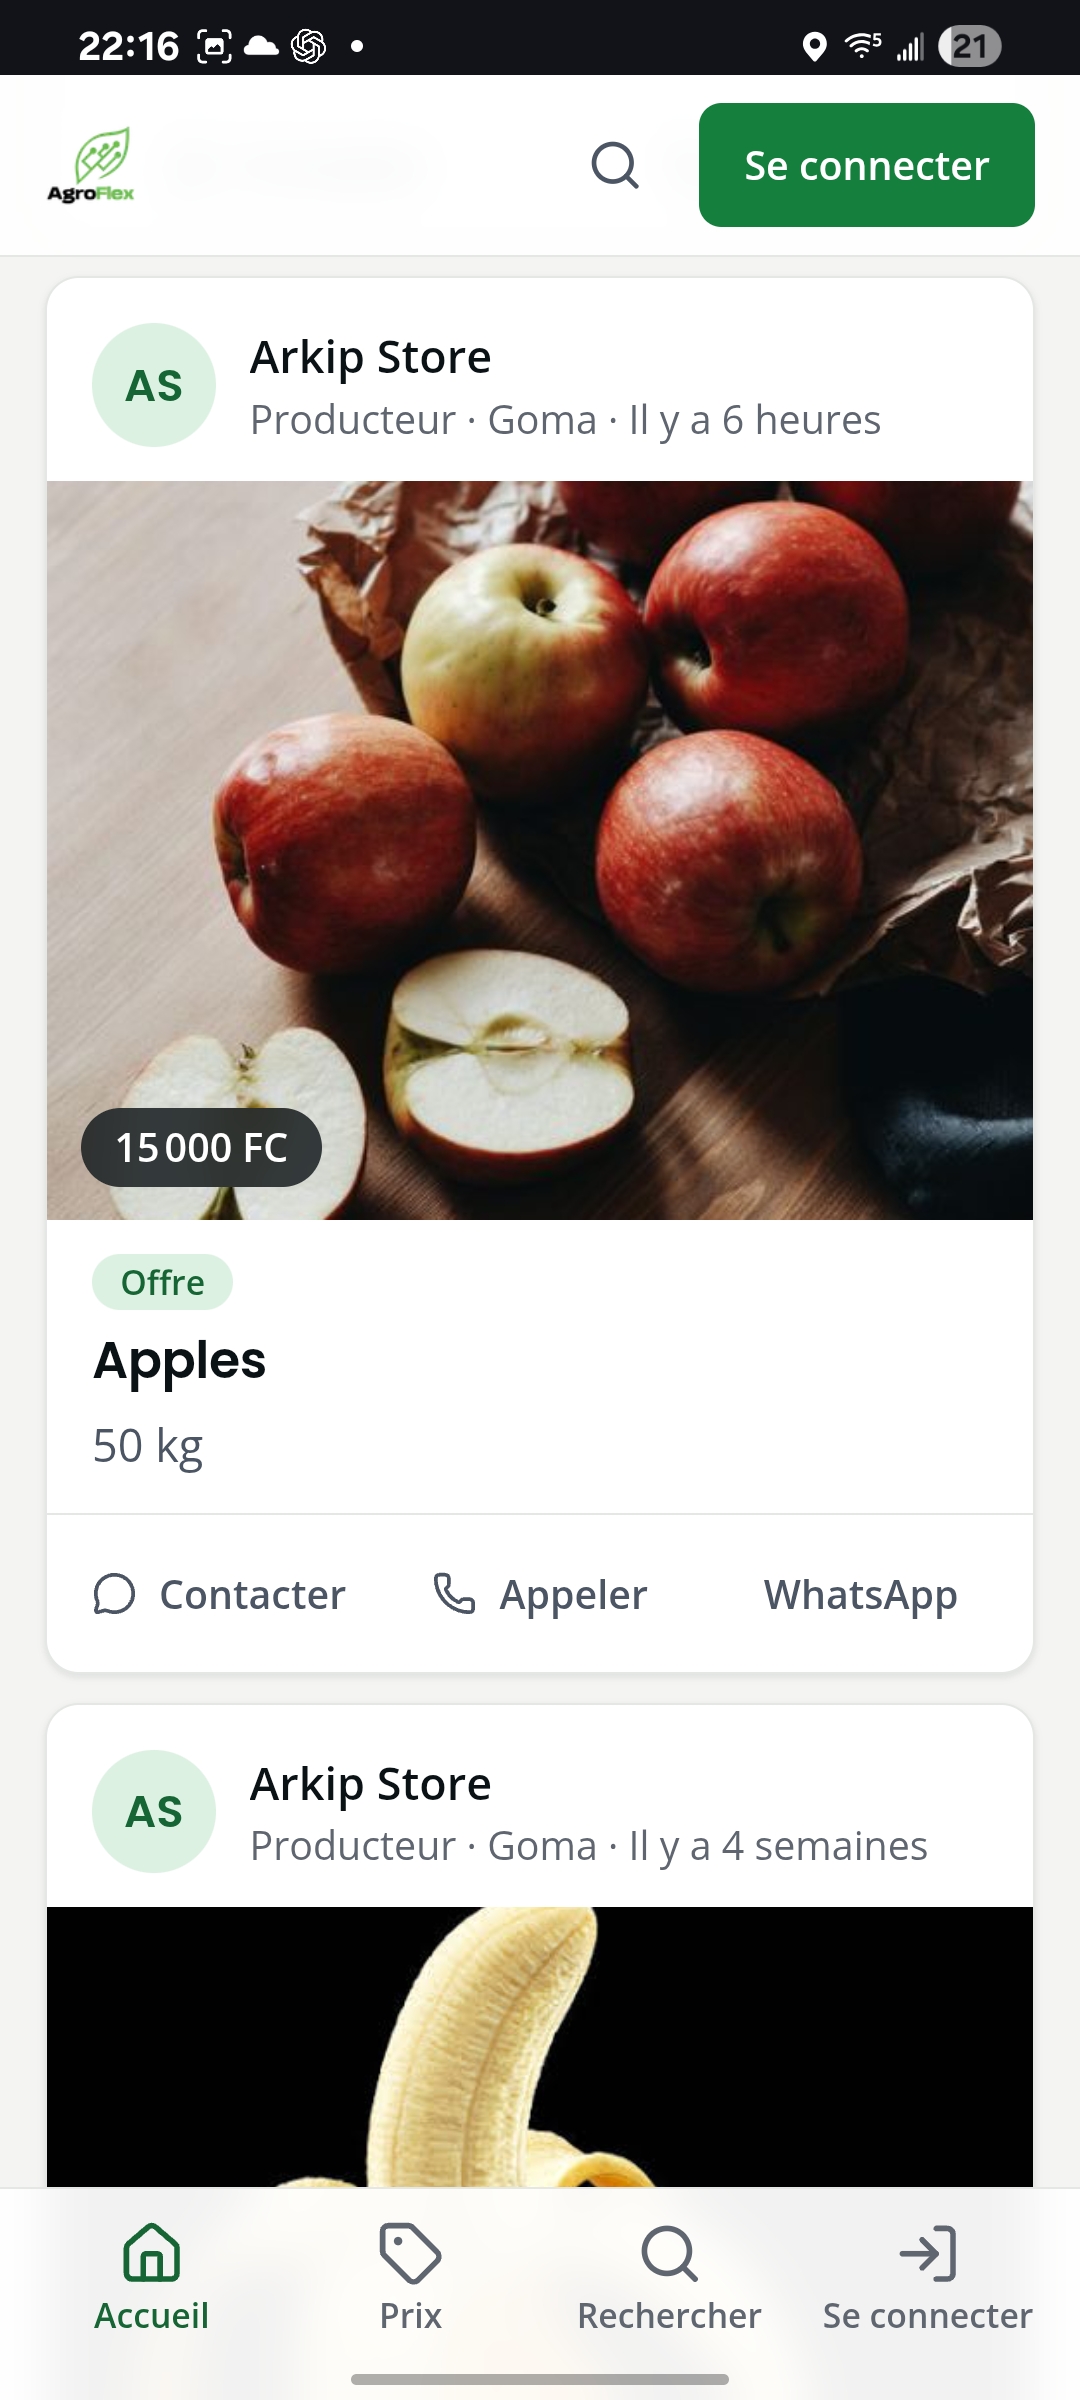 22:16
5
21
AgroFlex
Se connecter
AS
Arkip Store
Producteur · Goma · Il y a 6 heures
15 000 FC
Offre
Apples
50 kg
Contacter
Appeler
WhatsApp
AS
Arkip Store
Producteur · Goma · Il y a 4 semaines
Accueil
Prix
Rechercher
Se connecter